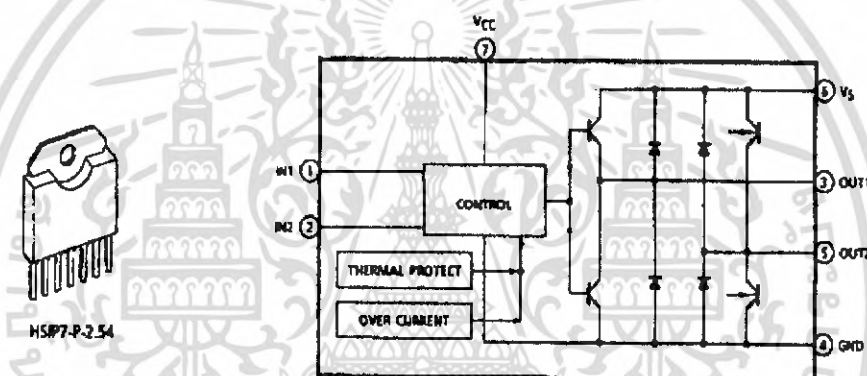 VCC
7
6 VS
IN1 1
CONTROL
3 OUT1
IN2 2
THERMAL PROTECT
5 OUT2
OVER CURRENT
HSIP7-P-2.54
4 GND